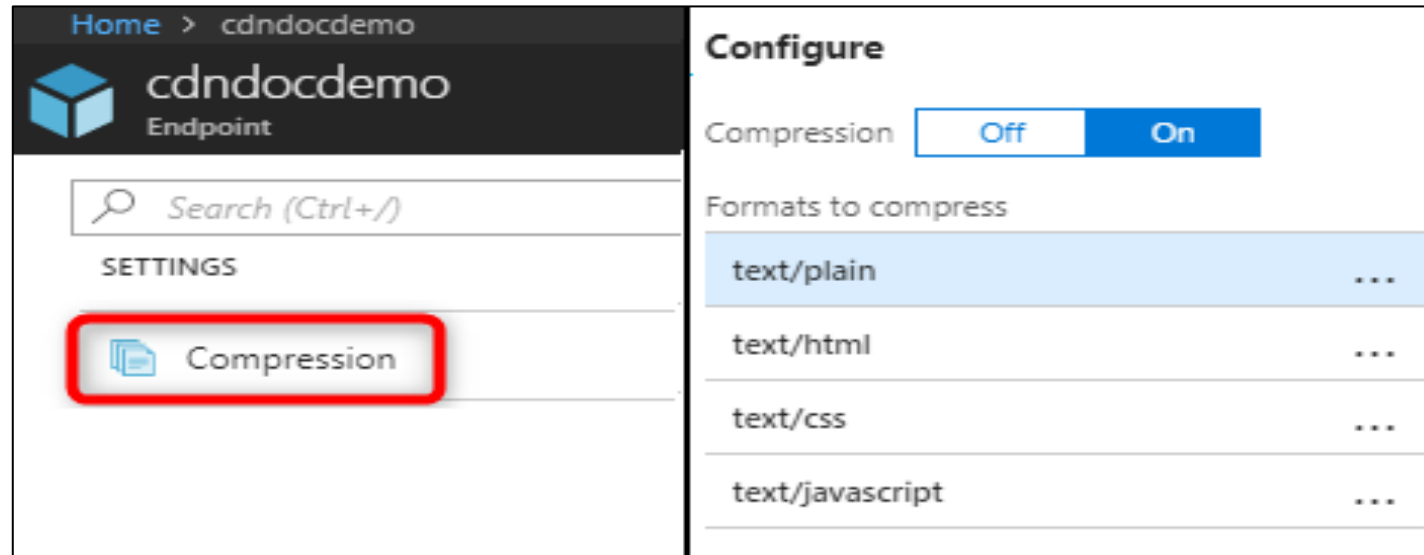 Home > cdndocdemo
cdndocdemo
Endpoint
Search (Ctrl+/)
SETTINGS
Compression
Configure
Compression Off On
Formats to compress
text/plain ...
text/html ...
text/css ...
text/javascript ...